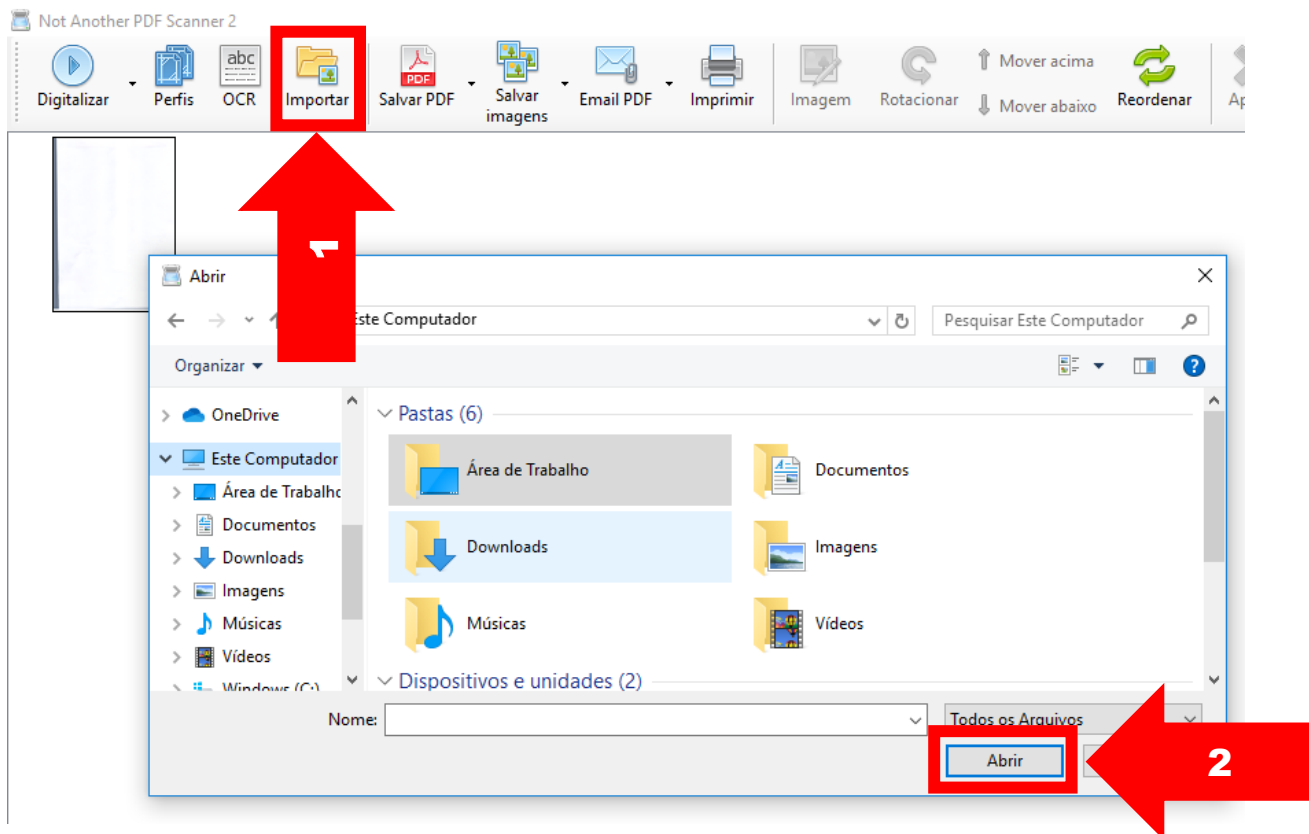 Not Another PDF Scanner 2
Digitalizar
Perfis
abc
OCR
Importar
PDF
Salvar PDF
Salvar
imagens
Email PDF
Imprimir
Imagem
Rotacionar
Mover acima
Mover abaixo
Reordenar
1
Abrir
Este Computador
Pesquisar Este Computador
Organizar
?
OneDrive
Este Computador
Área de Trabalho
Documentos
Downloads
Imagens
Músicas
Vídeos
Windows (C:)
Pastas (6)
Área de Trabalho
Documentos
Downloads
Imagens
Músicas
Vídeos
Dispositivos e unidades (2)
Nome:
Todos os Arquivos
Abrir
2